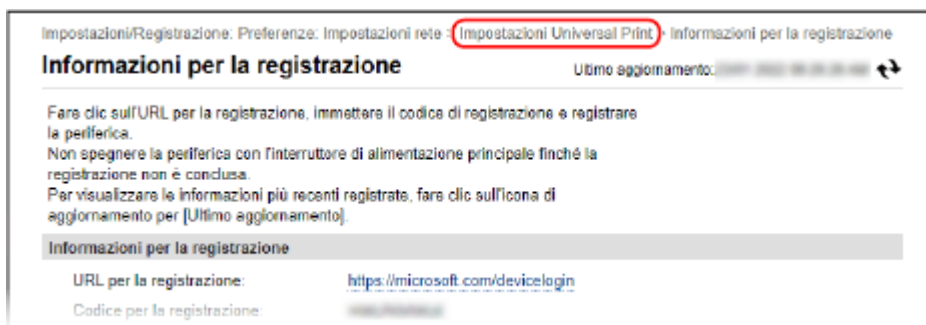 Impostazioni/Registrazione: Preferenze: Impostazioni rete > Impostazioni Universal Print > Informazioni per la registrazione
Informazioni per la registrazione Ultimo aggiornamento:
Fare clic sull'URL per la registrazione, immettere il codice di registrazione e registrare
la periferica.
Non spegnere la periferica con l'interruttore di alimentazione principale finché la
registrazione non è conclusa.
Per visualizzare le informazioni più recenti registrate, fare clic sull'icona di
aggiornamento per [Ultimo aggiornamento].
Informazioni per la registrazione
URL per la registrazione: https://microsoft.com/devicelogin
Codice per la registrazione: